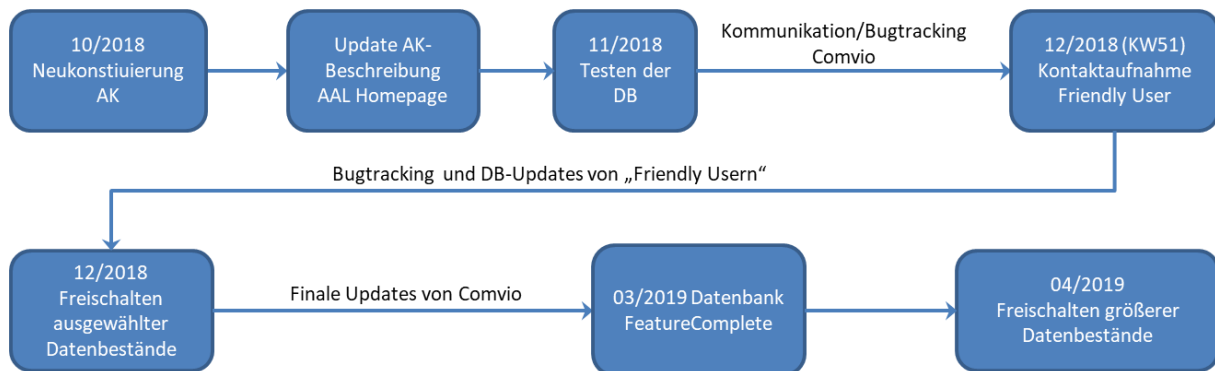 10/2018
Neukonstiuierung
AK
Update AK-
Beschreibung
AAL Homepage
11/2018
Testen der
DB
Kommunikation/Bugtracking
Comvio
12/2018 (KW51)
Kontaktaufnahme
Friendly User
Bugtracking und DB-Updates von „Friendly Usern“
12/2018
Freischalten
ausgewählter
Datenbestände
Finale Updates von Comvio
03/2019 Datenbank
FeatureComplete
04/2019
Freischalten größerer
Datenbestände